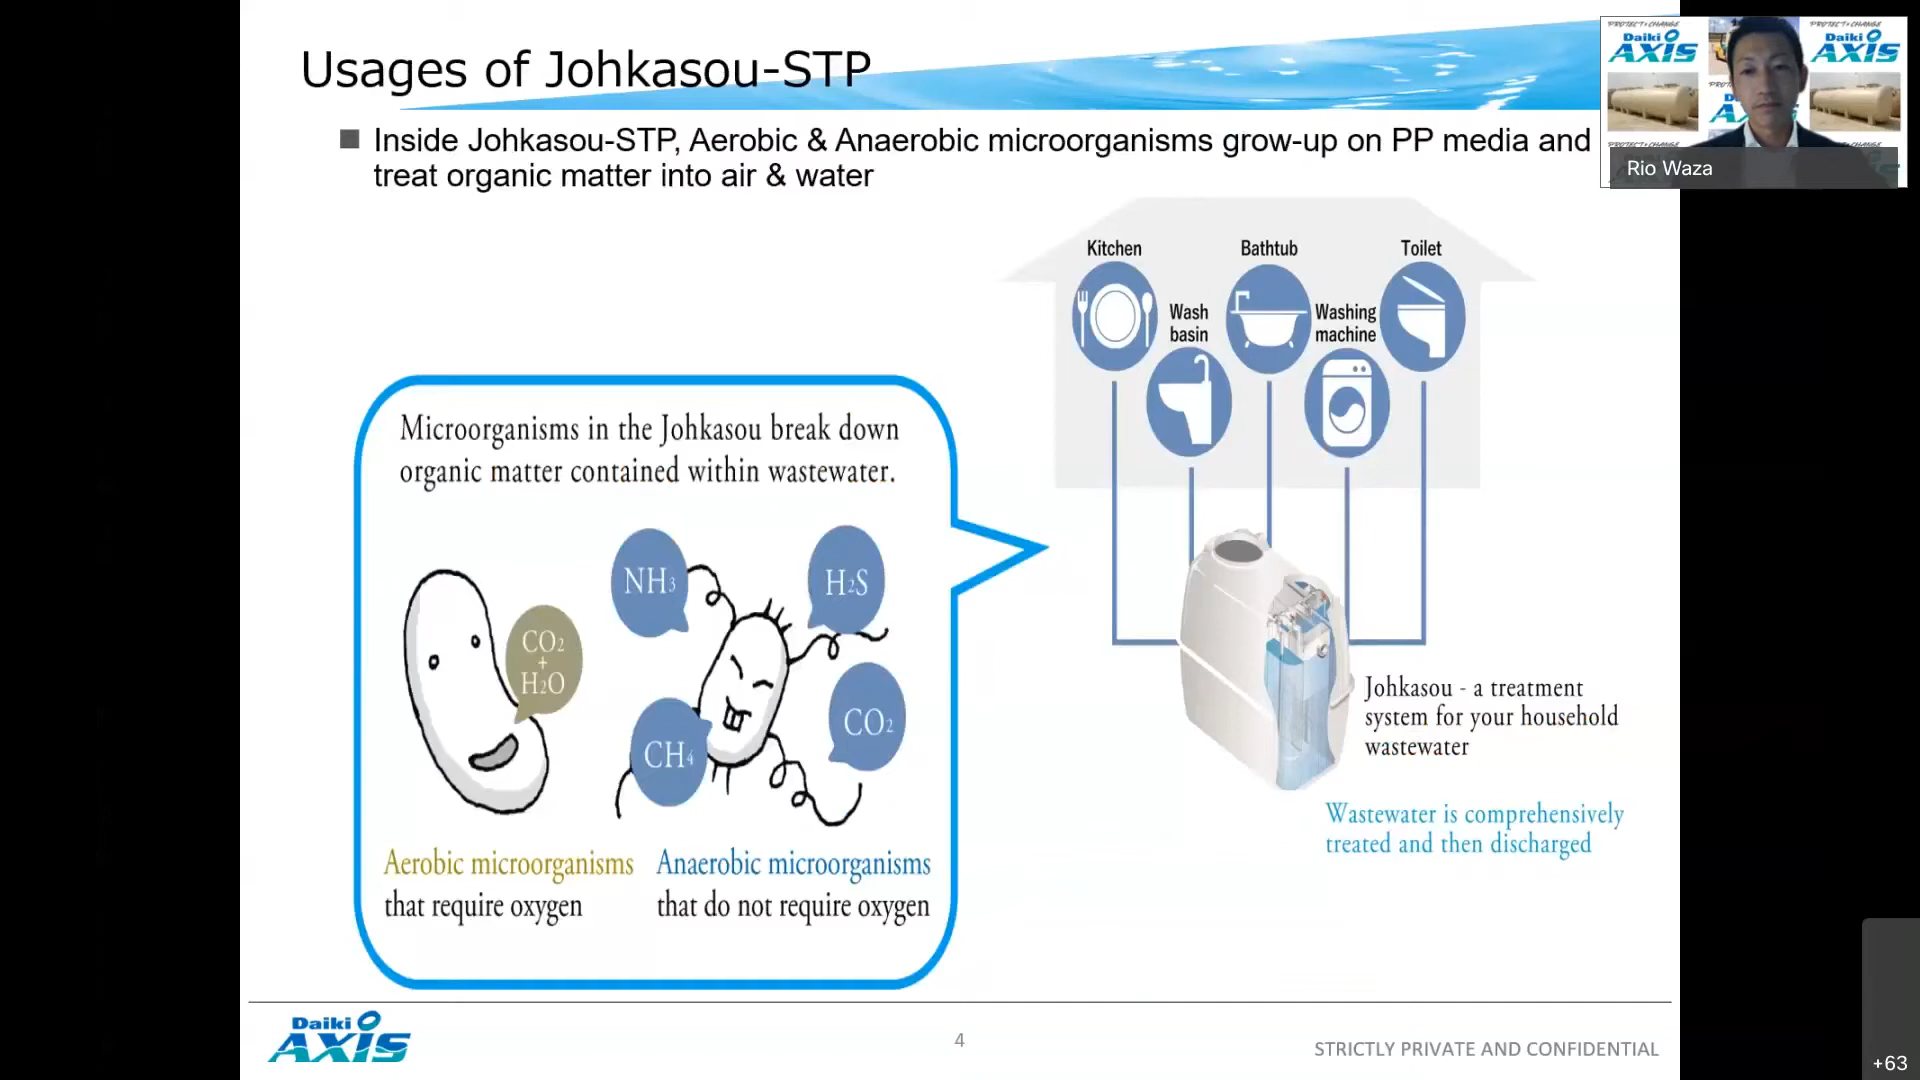 Usages of Johkasou-STP
Inside Johkasou-STP, Aerobic & Anaerobic microorganisms grow-up on PP media and
treat organic matter into air & water
PROTECT×CHANGE
PROTECT×CHANGE
Daiki
AXIS
Daiki
AXIS
Rio Waza
Kitchen
Bathtub
Toilet
Wash
basin
Washing
machine
Microorganisms in the Johkasou break down
organic matter contained within wastewater.
NH3
H2S
CO2
+
H2O
CH4
CO2
Aerobic microorganisms
that require oxygen
Anaerobic microorganisms
that do not require oxygen
Johkasou - a treatment
system for your household
wastewater
Wastewater is comprehensively
treated and then discharged
Daiki
AXIS
4
STRICTLY PRIVATE AND CONFIDENTIAL
+63